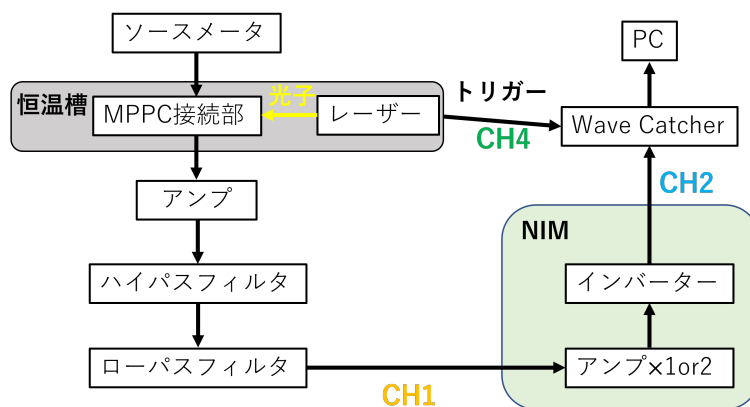 ソースメータ
PC
恒温槽
光子
トリガー
MPPC接続部
レーザー
Wave Catcher
CH4
アンプ
CH2
NIM
ハイパスフィルタ
インバーター
ローパスフィルタ
アンプ×1or2
CH1